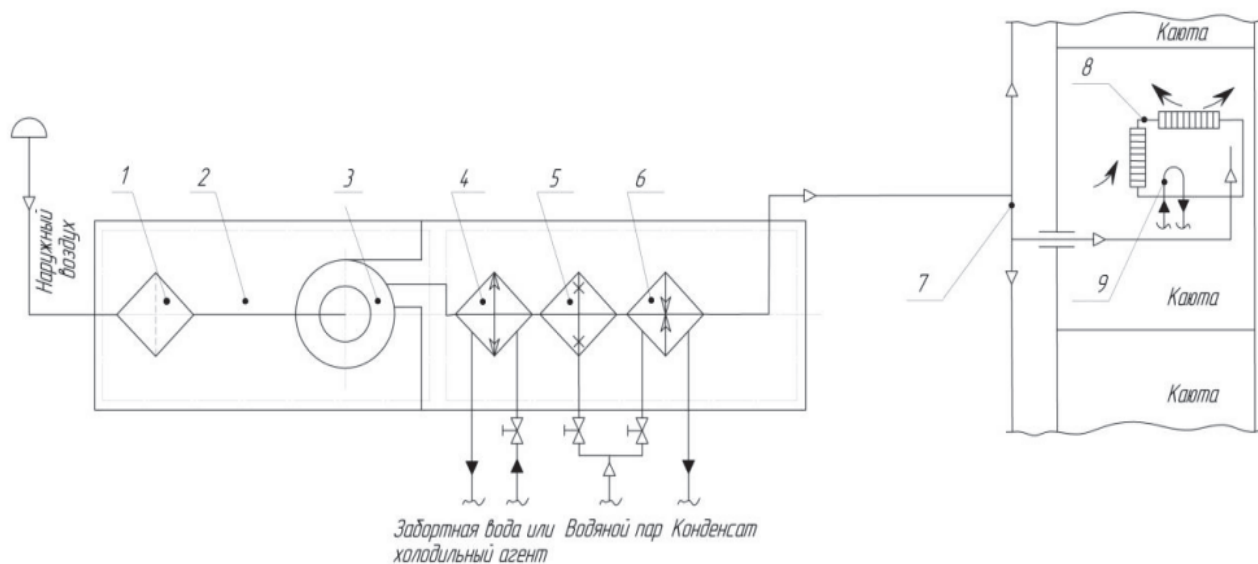 Каюта
8
1
2
3
4
5
6
Наружный
воздух
7
9
Каюта
Каюта
Забортная вода или
холодильный агент
Водяной пар
Конденсат